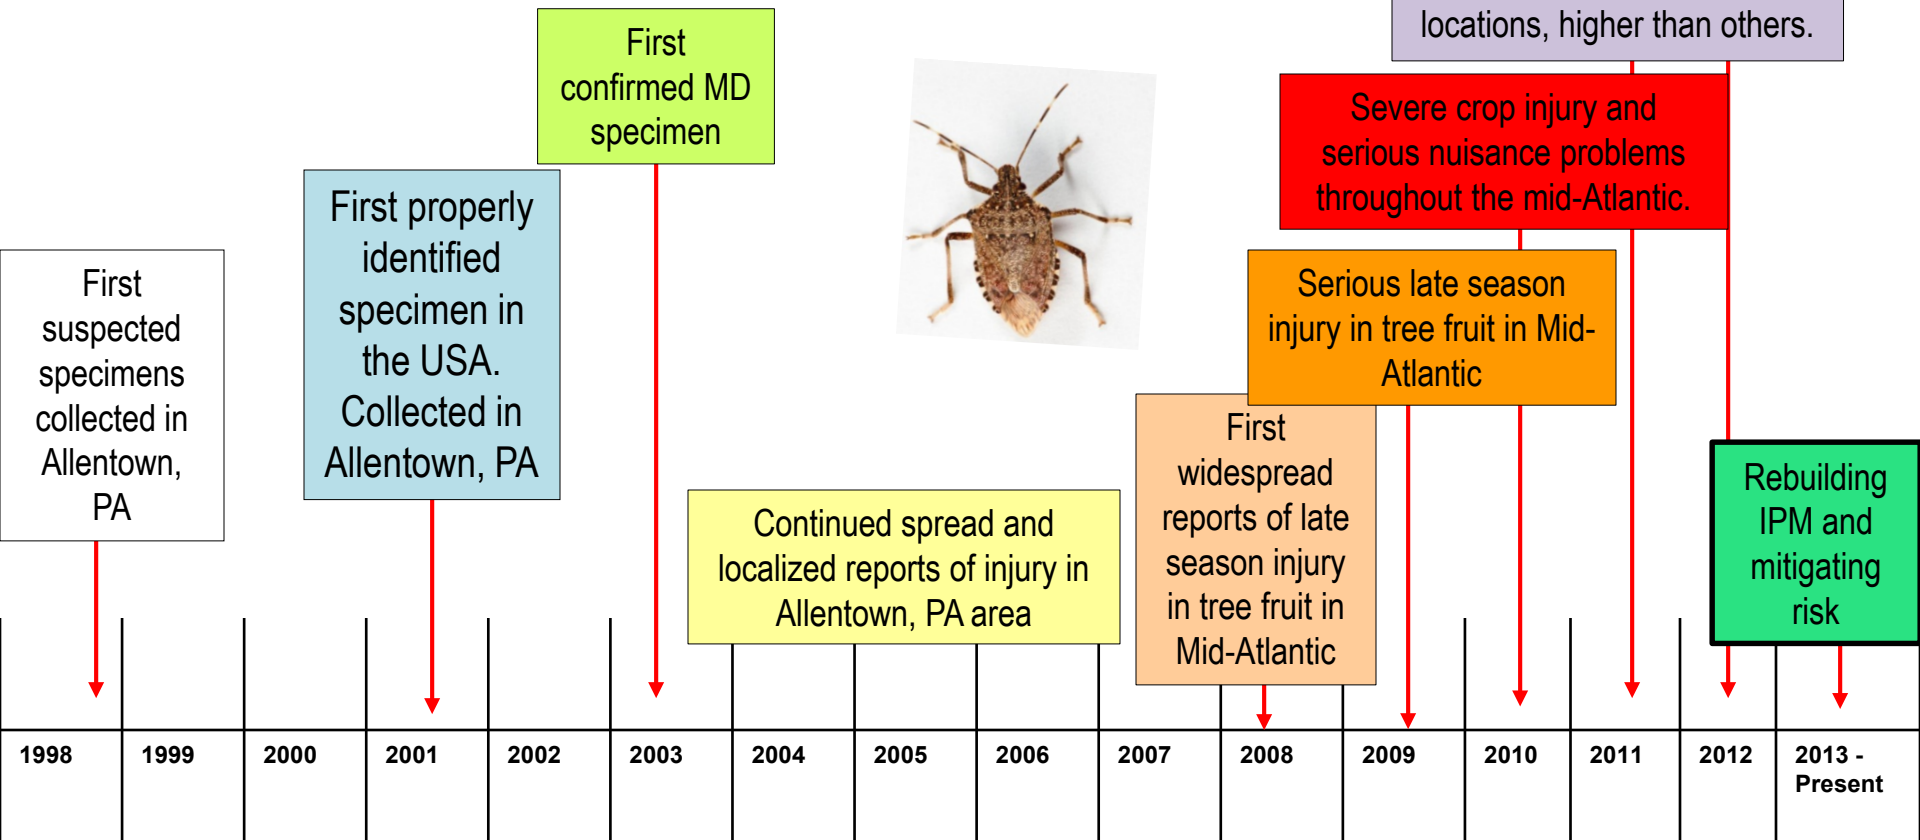 locations, higher than others.
First
confirmed MD
specimen
Severe crop injury and
serious nuisance problems
throughout the mid-Atlantic.
First properly
identified
specimen in
the USA.
Collected in
Allentown, PA
First
suspected
specimens
collected in
Allentown,
PA
Serious late season
injury in tree fruit in Mid-
Atlantic
First
widespread
reports of late
season injury
in tree fruit in
Mid-Atlantic
Continued spread and
localized reports of injury in
Allentown, PA area
Rebuilding
IPM and
mitigating
risk
1998
1999
2000
2001
2002
2003
2004
2005
2006
2007
2008
2009
2010
2011
2012
2013 -
Present